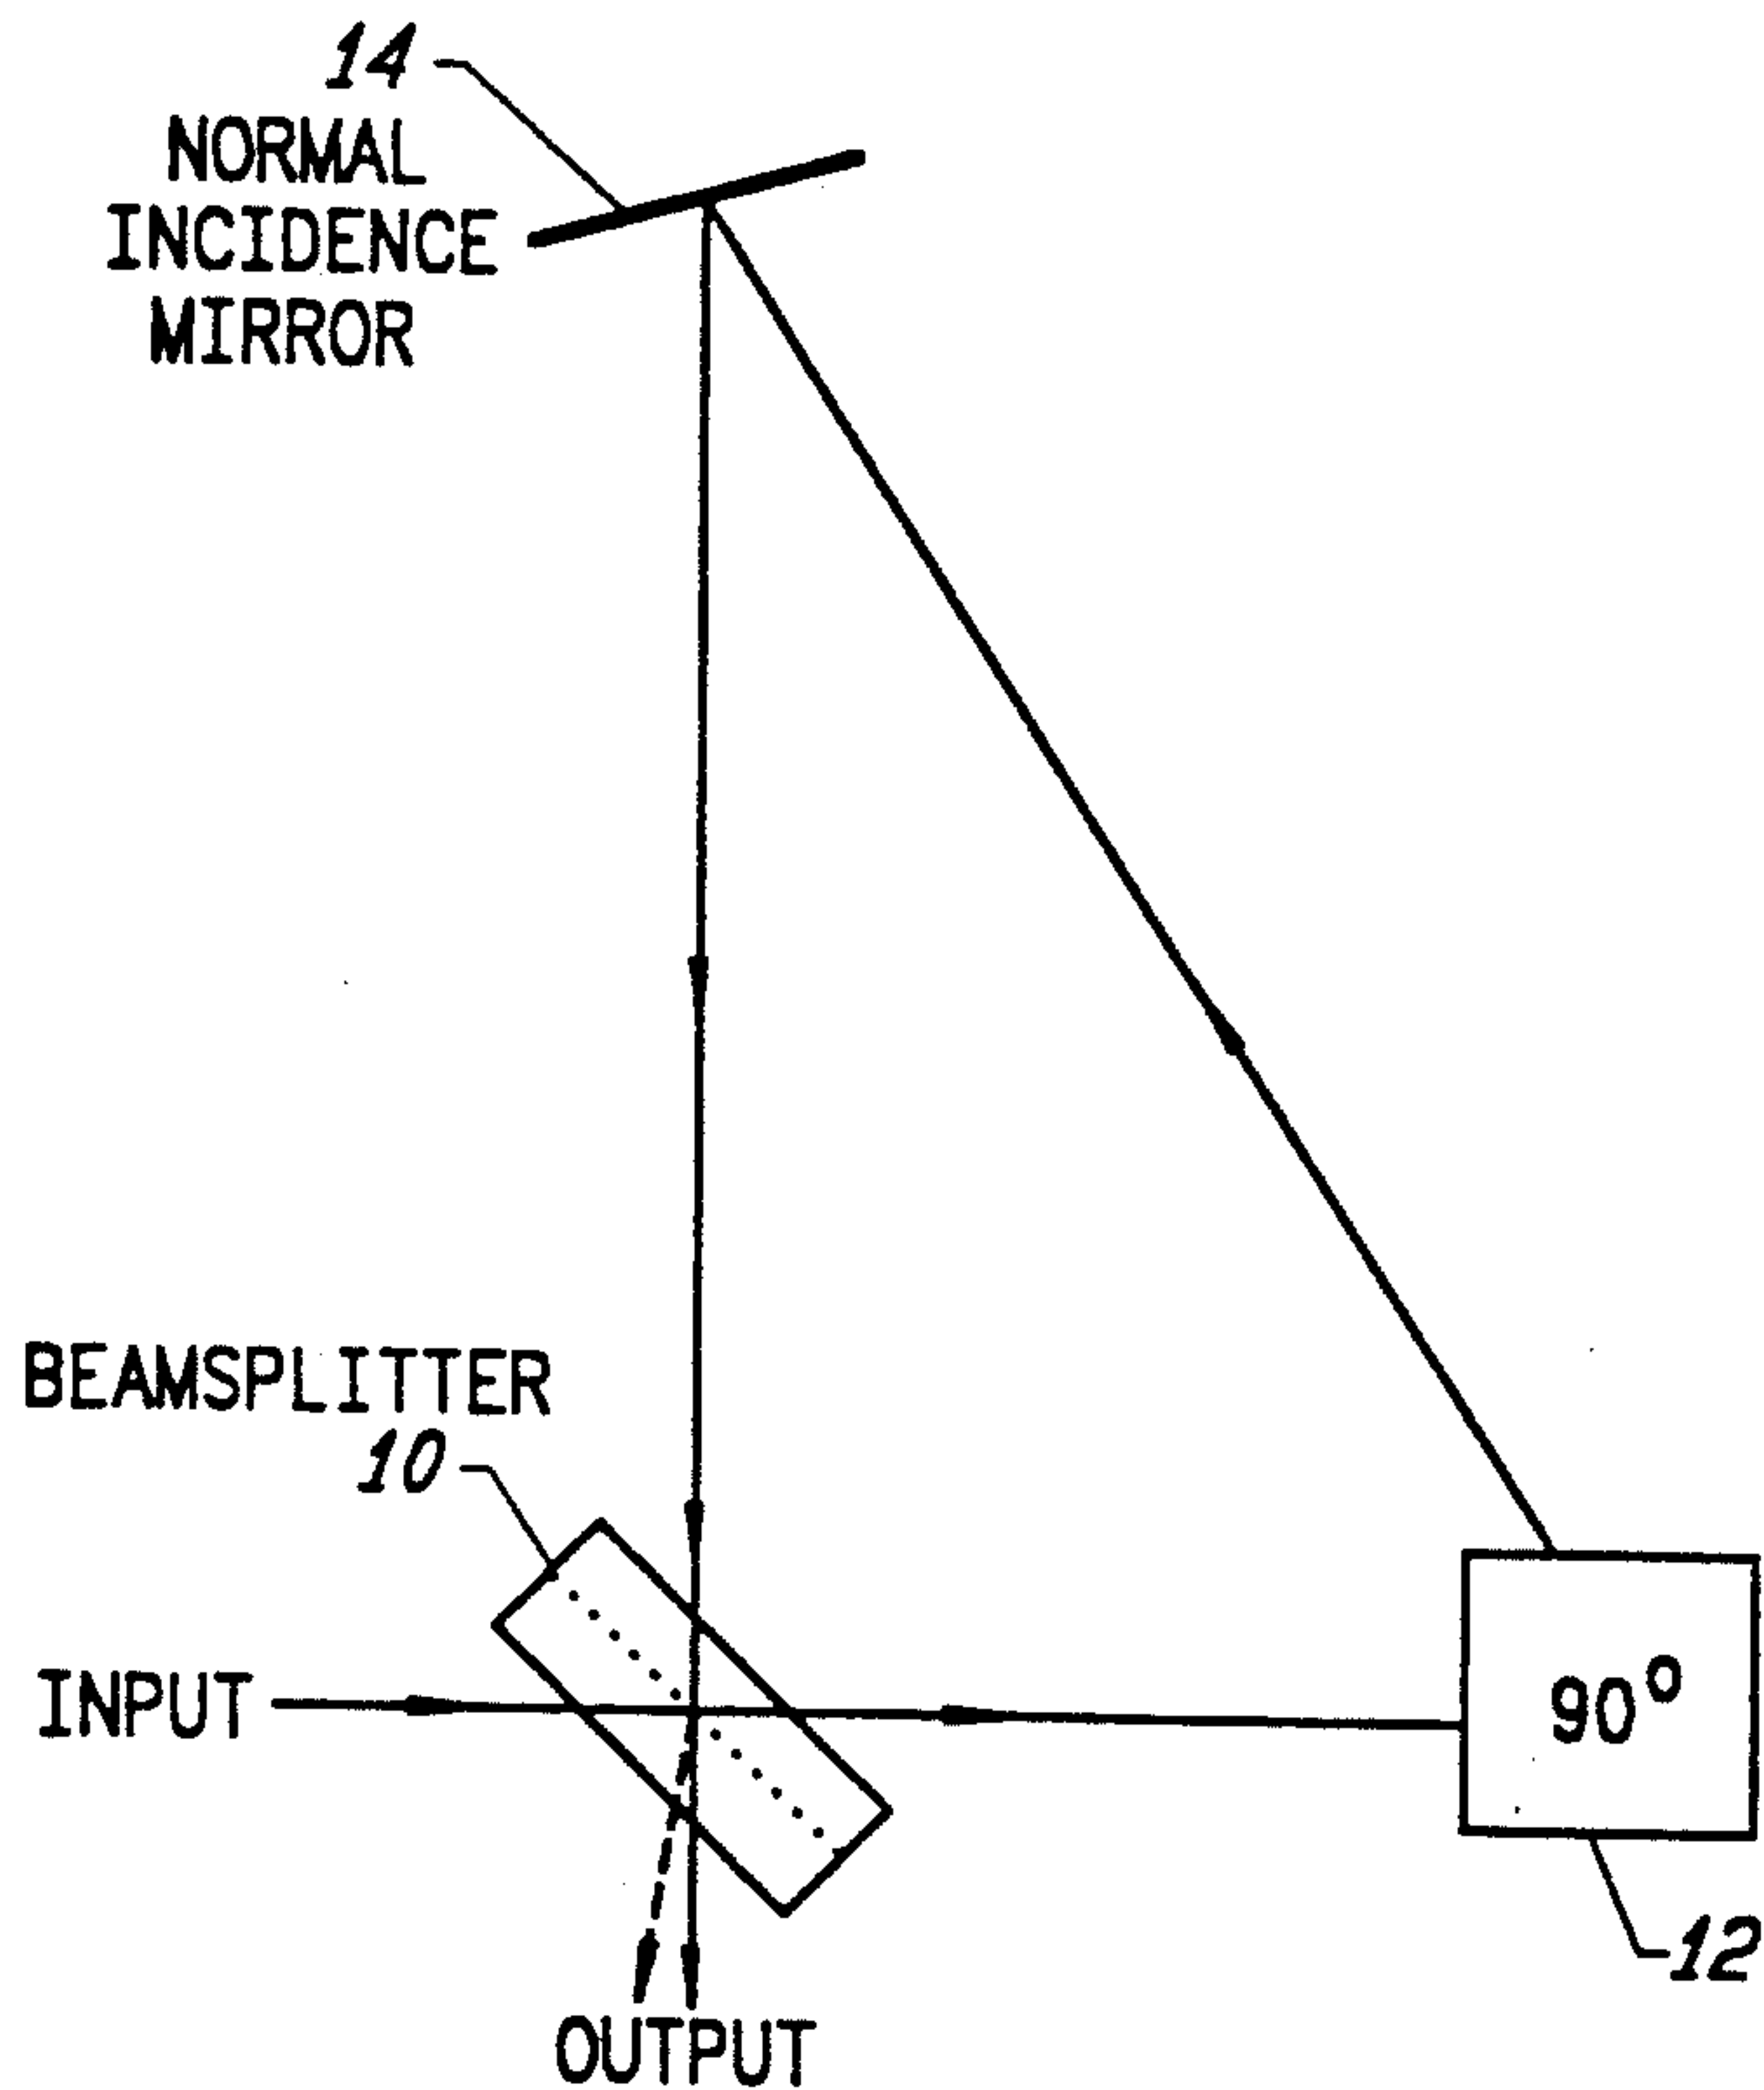 14
NORMAL
INCIDENCE
MIRROR
BEAMSPLITTER
10
INPUT
90°
12
OUTPUT